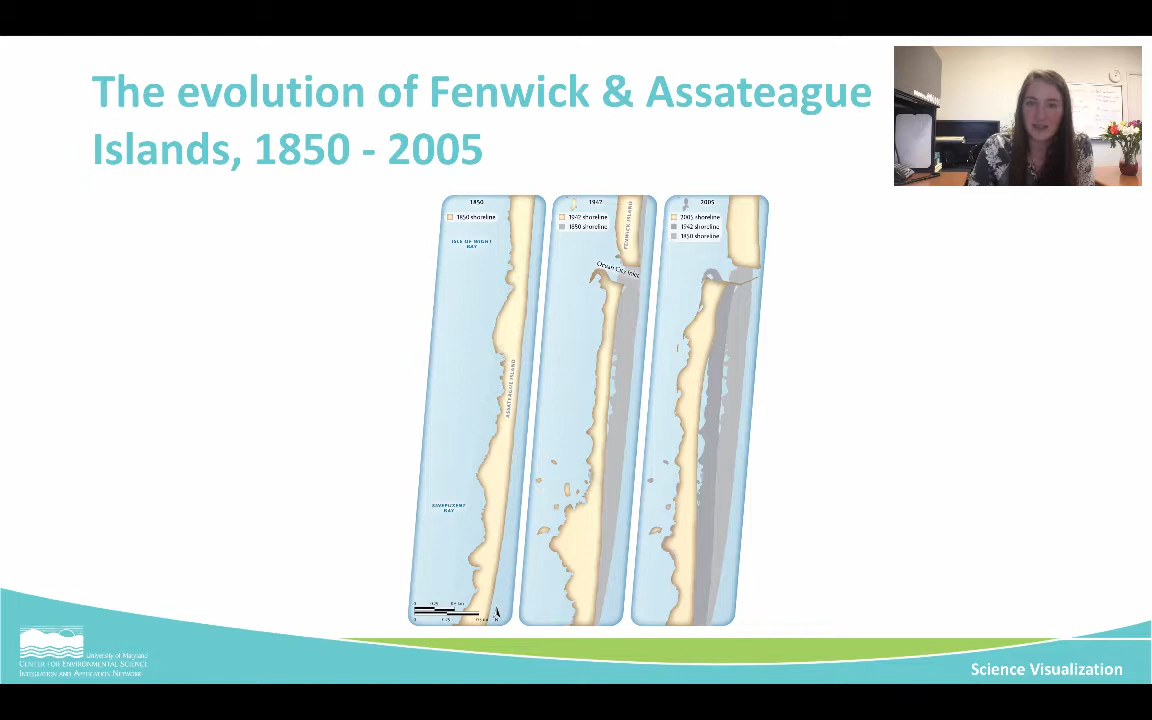 The evolution of Fenwick & Assateague
Islands, 1850 - 2005
1850
1850 shoreline
ISLE OF WIGHT
BAY
ASSATEAGUE ISLAND
SINEPUXENT
BAY
N
1942
1942 shoreline
1850 shoreline
FENWICK ISLAND
Ocean City Inlet
2005
2005 shoreline
1942 shoreline
1850 shoreline
University of Maryland
CENTER FOR ENVIRONMENTAL SCIENCE
INTEGRATION AND APPLICATION NETWORK
Science Visualization